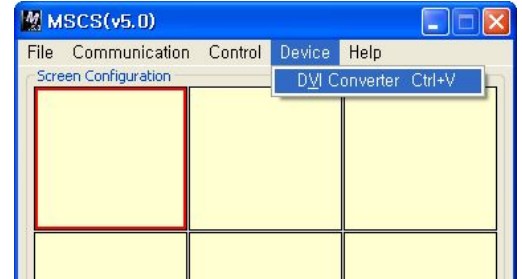 MSCS(v5.0)
File Communication Control Device Help
Screen Configuration
DVI Converter Ctrl+V